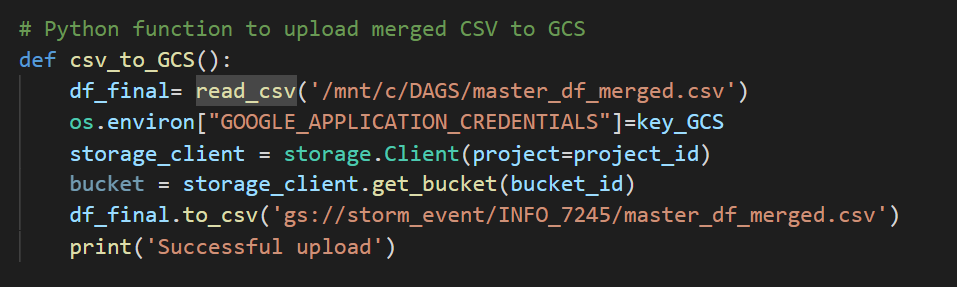 # Python function to upload merged CSV to GCS
def csv_to_GCS():
    df_final= read_csv('/mnt/c/DAGS/master_df_merged.csv')
    os.environ["GOOGLE_APPLICATION_CREDENTIALS"]=key_GCS
    storage_client = storage.Client(project=project_id)
    bucket = storage_client.get_bucket(bucket_id)
    df_final.to_csv('gs://storm_event/INFO_7245/master_df_merged.csv')
    print('Successful upload')